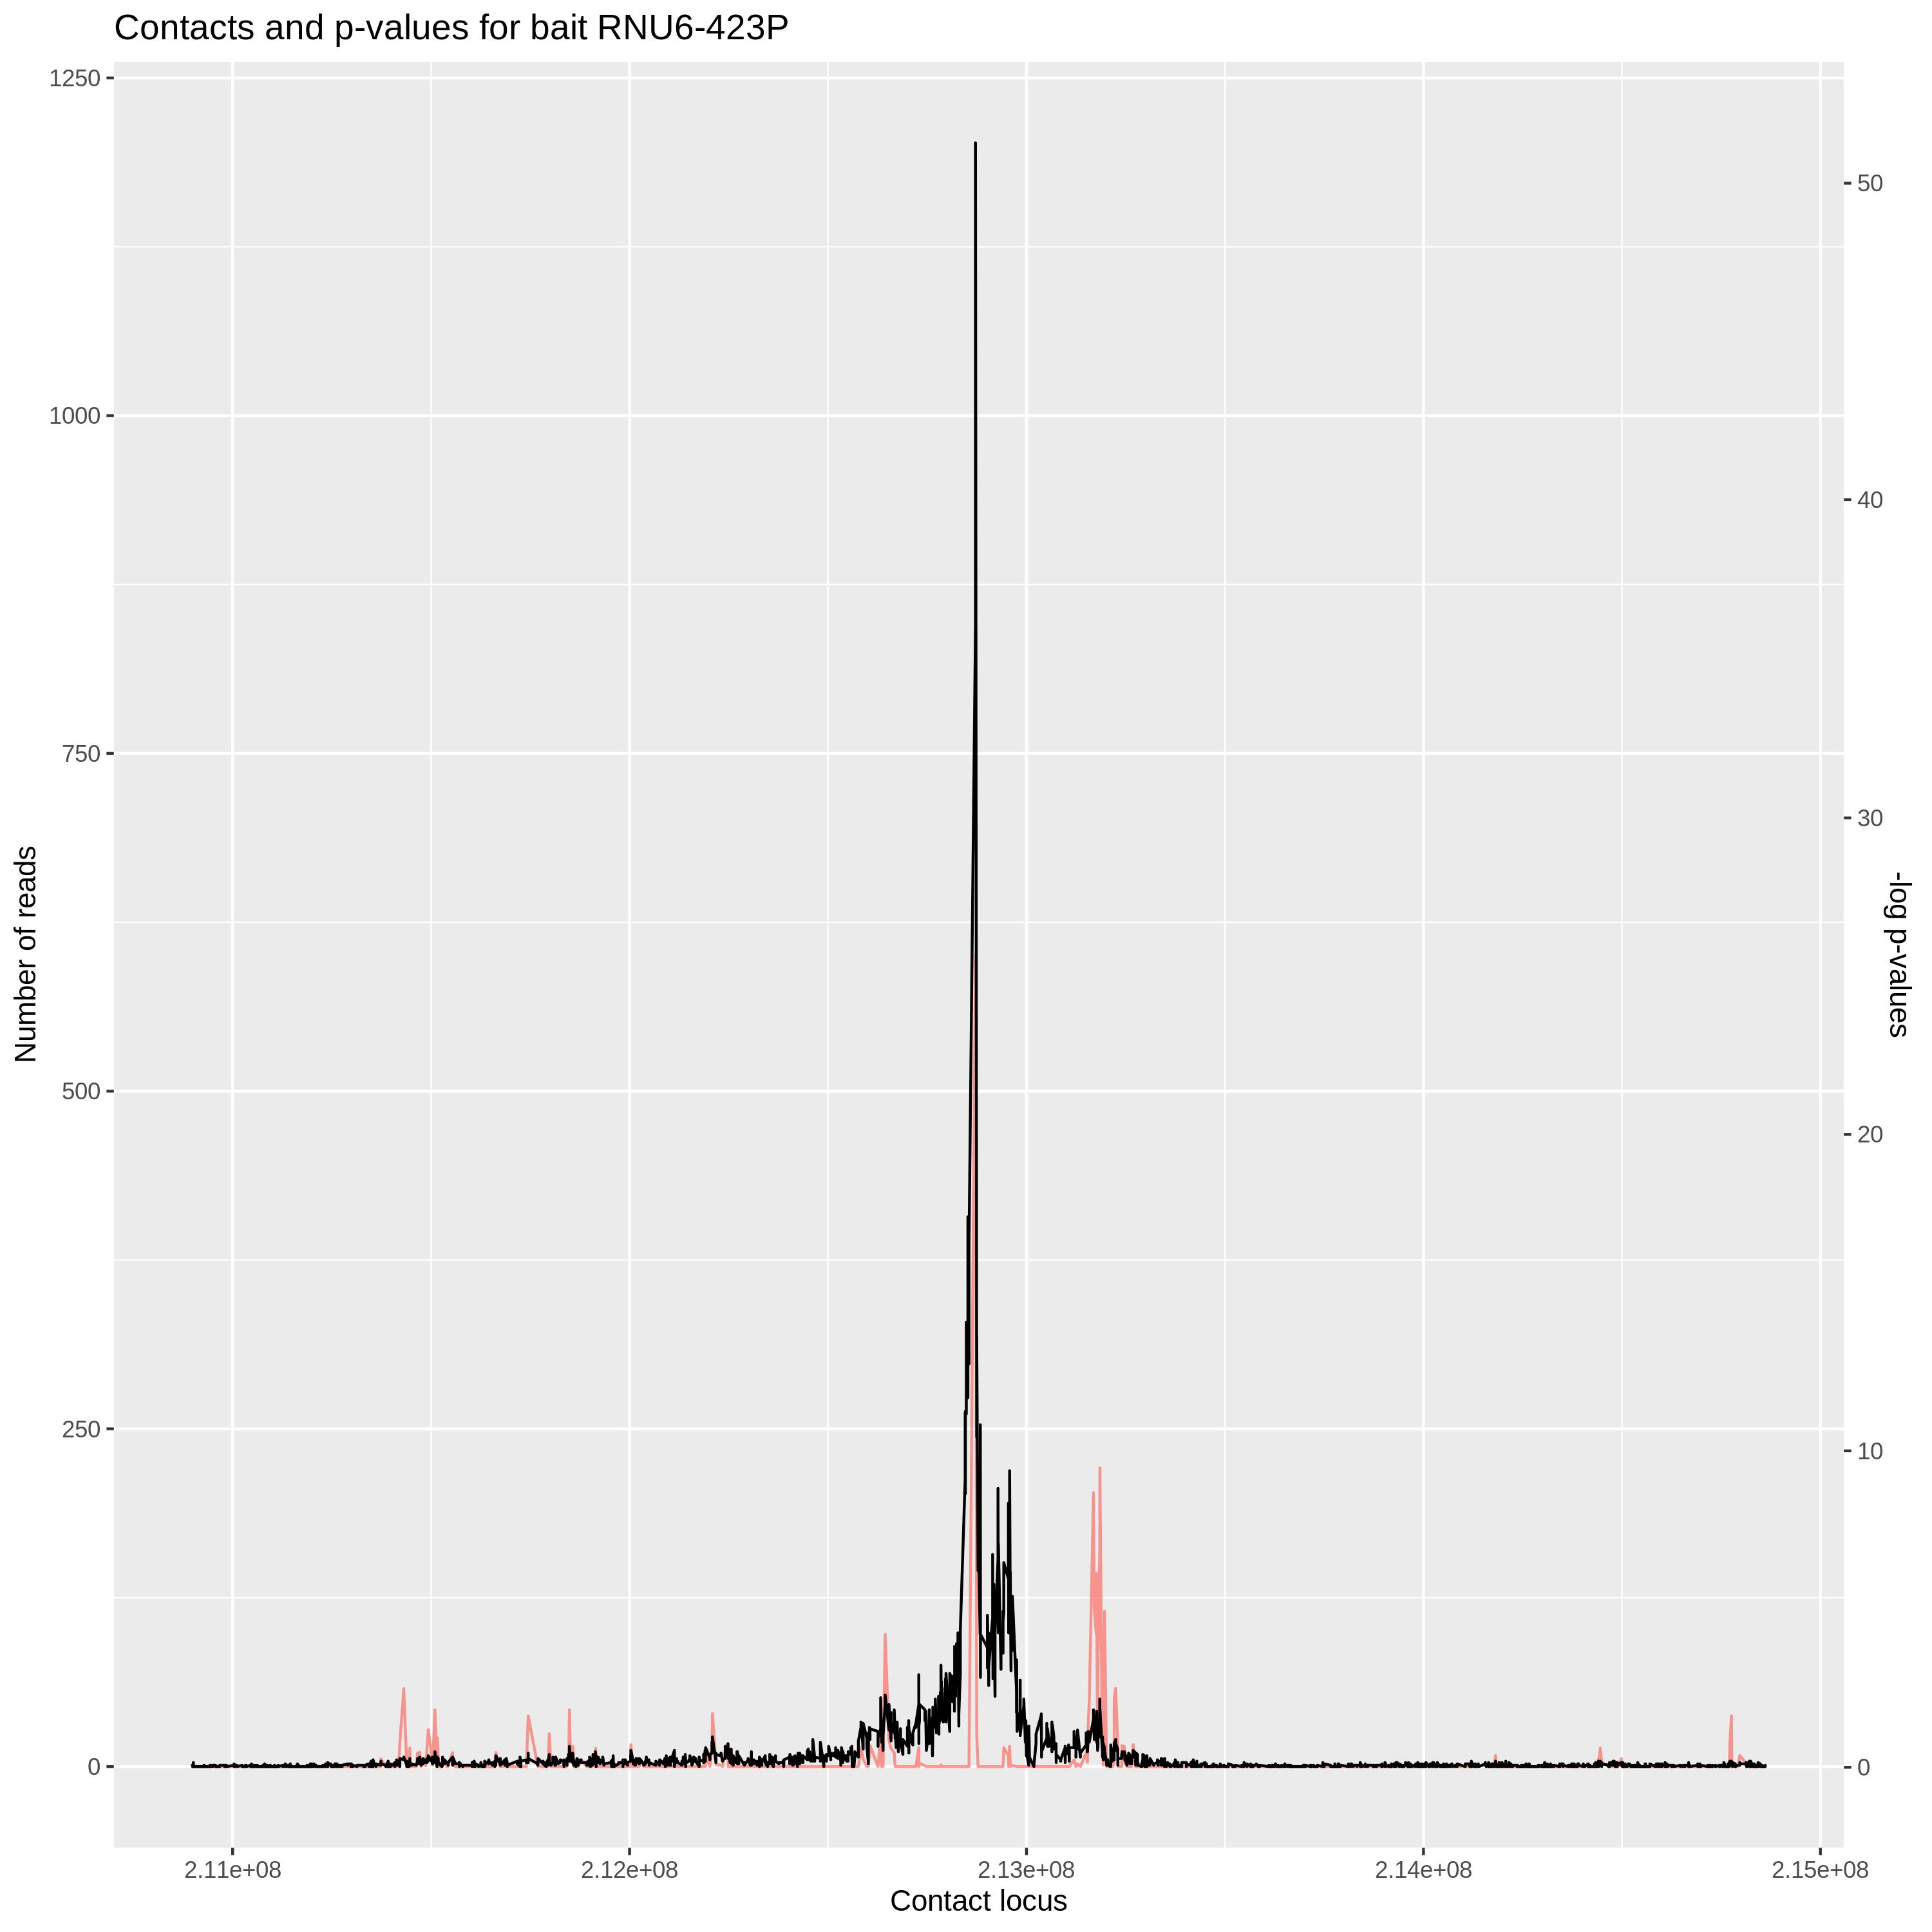 Contacts and p-values for bait RNU6-423P
1250
1000
750
500
250
0
Number of reads
50
40
30
20
10
0
-log p-values
2.11e+08
2.12e+08
2.13e+08
2.14e+08
2.15e+08
Contact locus